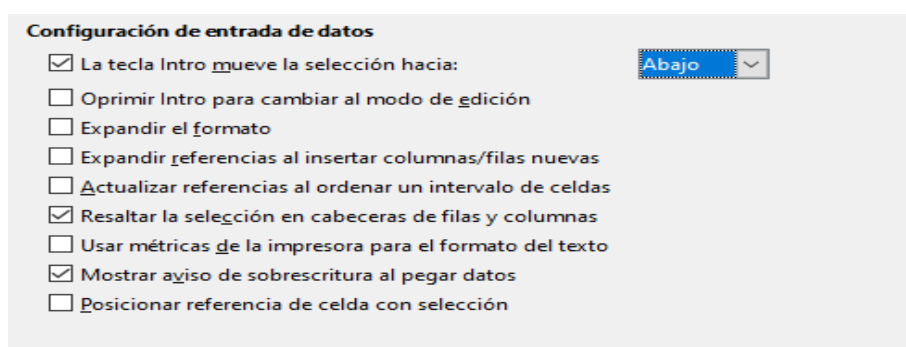 Configuración de entrada de datos
La tecla Intro mueve la selección hacia: Abajo
Oprimir Intro para cambiar al modo de edición
Expandir el formato
Expandir referencias al insertar columnas/filas nuevas
Actualizar referencias al ordenar un intervalo de celdas
Resaltar la selección en cabeceras de filas y columnas
Usar métricas de la impresora para el formato del texto
Mostrar aviso de sobrescritura al pegar datos
Posicionar referencia de celda con selección